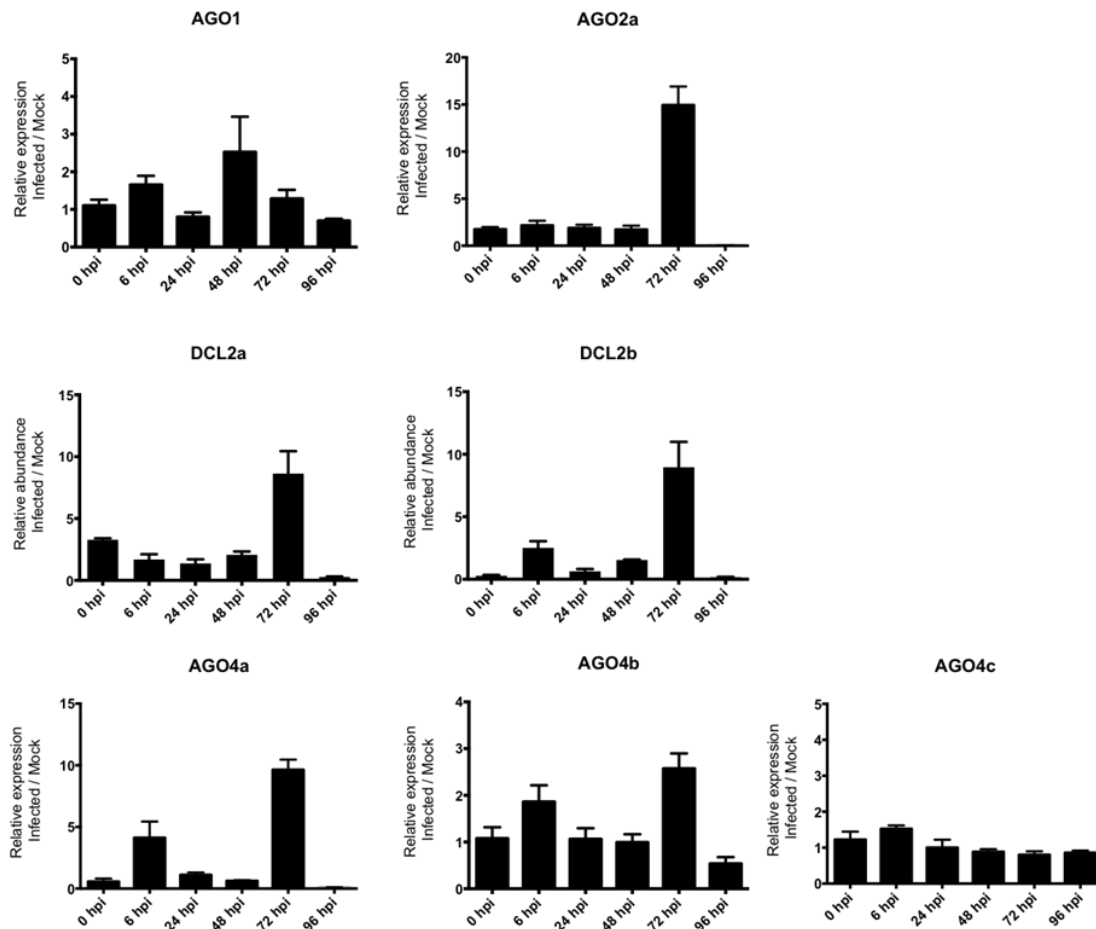 AGO1
Relative expression
Infected / Mock
5
4
3
2
1
0
0 hpi
6 hpi
24 hpi
48 hpi
72 hpi
96 hpi
AGO2a
Relative expression
Infected / Mock
20
15
10
5
0
0 hpi
6 hpi
24 hpi
48 hpi
72 hpi
96 hpi
DCL2a
Relative abundance
Infected / Mock
15
10
5
0
0 hpi
6 hpi
24 hpi
48 hpi
72 hpi
96 hpi
DCL2b
Relative abundance
Infected / Mock
15
10
5
0
0 hpi
6 hpi
24 hpi
48 hpi
72 hpi
96 hpi
AGO4a
Relative expression
Infected / Mock
15
10
5
0
0 hpi
6 hpi
24 hpi
48 hpi
72 hpi
96 hpi
AGO4b
Relative expression
Infected / Mock
4
3
2
1
0
0 hpi
6 hpi
24 hpi
48 hpi
72 hpi
96 hpi
AGO4c
Relative expression
Infected / Mock
5
4
3
2
1
0
0 hpi
6 hpi
24 hpi
48 hpi
72 hpi
96 hpi